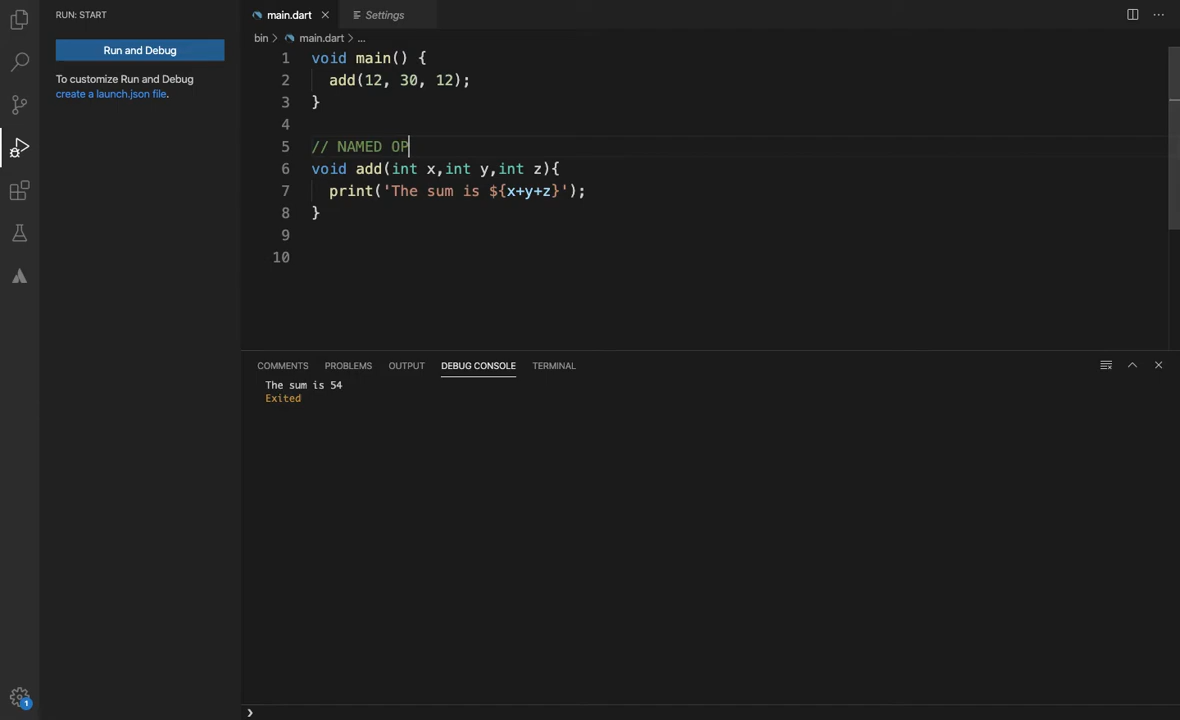 RUN: START
Run and Debug
To customize Run and Debug
create a launch.json file.
1
main.dart
Settings
bin > main.dart > ...
1 void main() {
2 add(12, 30, 12);
3 }
4
5 // NAMED OP
6 void add(int x,int y,int z){
7 print('The sum is ${x+y+z}');
8 }
9
10
COMMENTS PROBLEMS OUTPUT DEBUG CONSOLE TERMINAL
The sum is 54
Exited